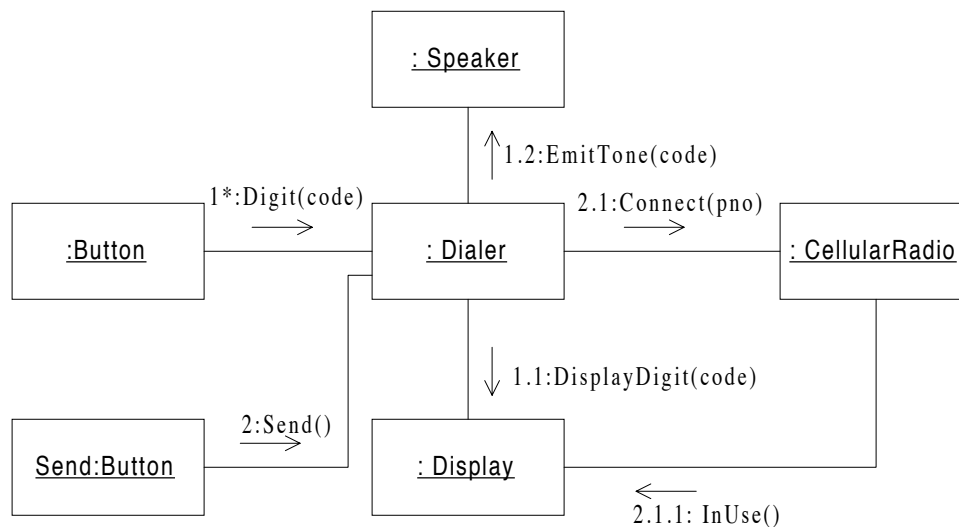 : Speaker
1.2:EmitTone(code)
1*:Digit(code)
2.1:Connect(pno)
:Button
: Dialer
: CellularRadio
1.1:DisplayDigit(code)
2:Send()
Send:Button
: Display
2.1.1: InUse()